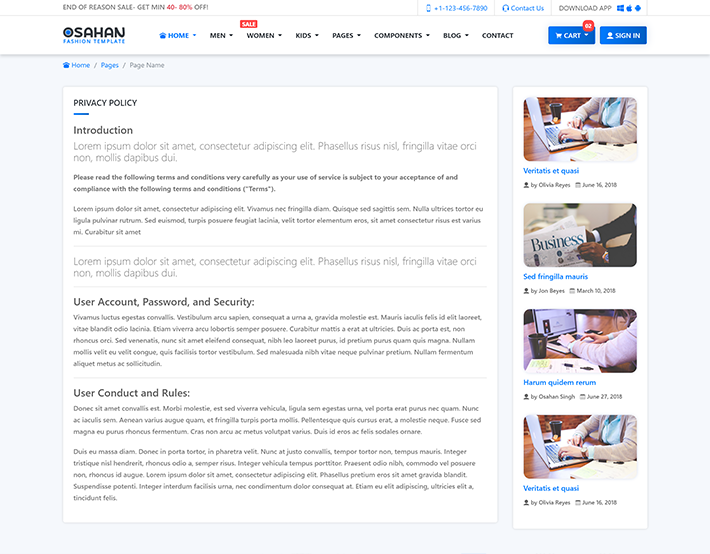 END OF REASON SALE- GET MIN 40- 80% OFF!
+1-123-456-7890
Contact Us
DOWNLOAD APP
OSAHAN
FASHION TEMPLATE
HOME
MEN
SALE
WOMEN
KIDS
PAGES
COMPONENTS
BLOG
CONTACT
CART
02
SIGN IN
Home / Pages / Page Name
PRIVACY POLICY
Introduction
Lorem ipsum dolor sit amet, consectetur adipiscing elit. Phasellus risus nisl, fringilla vitae orci
non, mollis dapibus dui.
Please read the following terms and conditions very carefully as your use of service is subject to your acceptance of and
compliance with the following terms and conditions ("Terms").
Lorem ipsum dolor sit amet, consectetur adipiscing elit. Vivamus nec fringilla diam. Quisque sed sagittis sem. Nulla ultrices tortor eu
ligula pulvinar rutrum. Sed euismod, turpis posuere feugiat lacinia, velit tortor elementum eros, sit amet consectetur risus est varius
mi. Curabitur sit amet
Lorem ipsum dolor sit amet, consectetur adipiscing elit. Phasellus risus nisl, fringilla vitae orci
non, mollis dapibus dui.
User Account, Password, and Security:
Vivamus luctus egestas convallis. Vestibulum arcu sapien, consequat a urna a, gravida molestie est. Mauris iaculis felis id elit laoreet,
vitae blandit odio lacinia. Etiam viverra arcu lobortis semper posuere. Curabitur mattis a erat at ultricies. Duis ac porta est, non
rhoncus orci. Sed venenatis, nunc sit amet eleifend consequat, nibh leo laoreet purus, id pretium purus quam quis magna. Nullam
mollis velit eu velit congue, quis facilisis tortor vestibulum. Sed malesuada nibh vitae neque pulvinar pretium. Nullam fermentum
aliquet metus ac sollicitudin.
User Conduct and Rules:
Donec sit amet convallis est. Morbi molestie, est sed viverra vehicula, ligula sem egestas urna, vel porta erat purus nec quam. Nunc
ac iaculis sem. Aenean varius augue quam, et fringilla turpis porta mollis. Pellentesque quis cursus erat, a molestie neque. Fusce sed
magna eu purus rhoncus fermentum. Cras non arcu ac metus volutpat varius. Duis id eros ac felis sodales ornare.
Duis eu massa diam. Donec in porta tortor, in pharetra velit. Nunc at justo convallis, tempor tortor non, tempus mauris. Integer
tristique nisl hendrerit, rhoncus odio a, semper risus. Integer vehicula tempus porttitor. Praesent odio nibh, commodo vel posuere
non, rhoncus id augue. Lorem ipsum dolor sit amet, consectetur adipiscing elit. Phasellus pretium eros sit amet gravida blandit.
Suspendisse potenti. Integer interdum facilisis urna, nec condimentum dolor consequat at. Etiam eu elit adipiscing, ultricies elit a,
tincidunt felis.
Veritatis et quasi
by Olivia Reyes June 16, 2018
Business
Sed fringilla mauris
by Jon Beyes March 10, 2018
Harum quidem rerum
by Osahan Singh June 27, 2018
Veritatis et quasi
by Olivia Reyes June 16, 2018